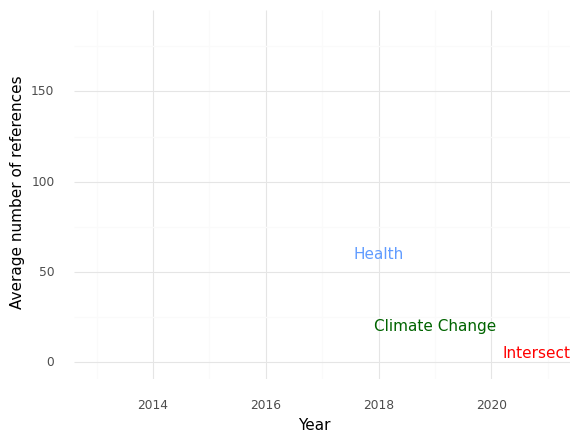 Average number of references
150
100
50
0
Health
Climate Change
Intersect
2014
2016
2018
2020
Year